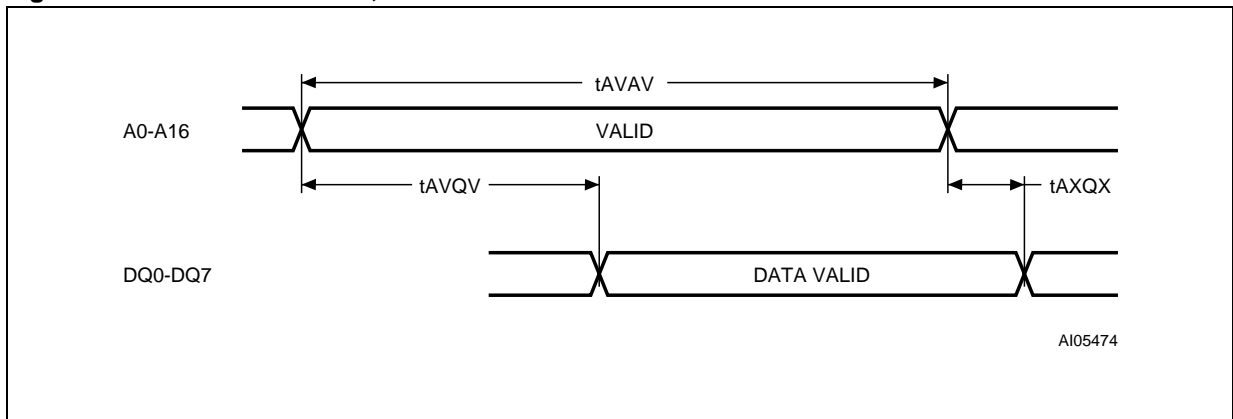 tAVAV
A0-A16
VALID
tAVQV
tAXQX
DQ0-DQ7
DATA VALID
AI05474